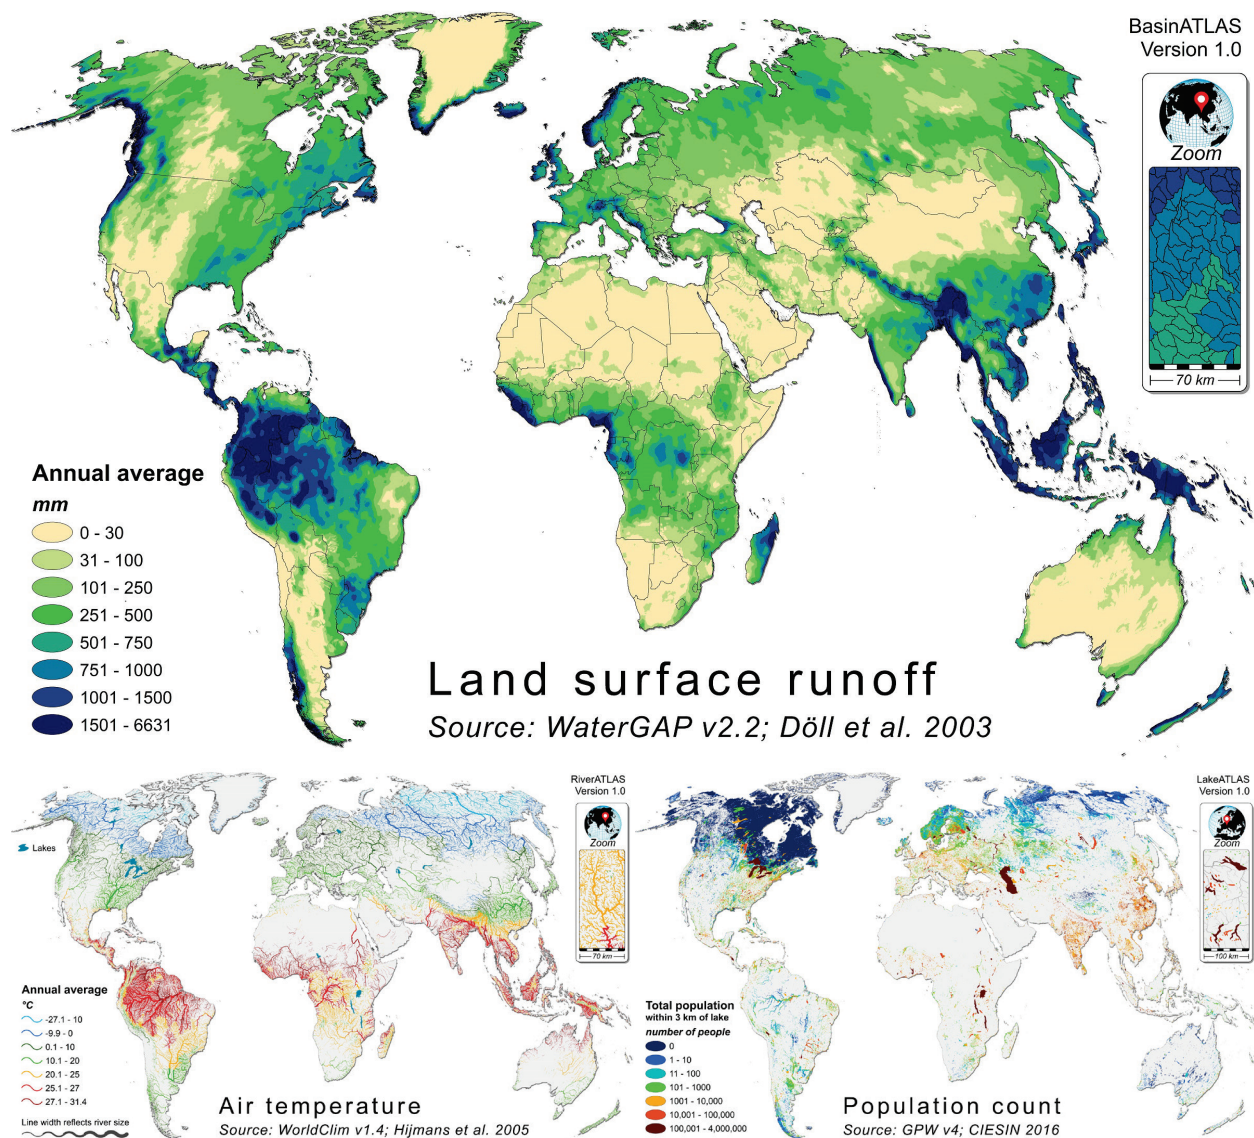 BasinATLAS
Version 1.0
Zoom
70 km
Annual average
mm
0 - 30
31 - 100
101 - 250
251 - 500
501 - 750
751 - 1000
1001 - 1500
1501 - 6631
Land surface runoff
Source: WaterGAP v2.2; Döll et al. 2003
RiverATLAS
Version 1.0
Zoom
70 km
Lakes
Annual average
°C
-27.1 - 10
-9.9 - 0
0.1 - 10
10.1 - 20
20.1 - 25
25.1 - 27
27.1 - 31.4
Line width reflects river size
Air temperature
Source: WorldClim v1.4; Hijmans et al. 2005
LakeATLAS
Version 1.0
Zoom
100 km
Total population
within 3 km of lake
number of people
0
1 - 10
11 - 100
101 - 1000
1001 - 10,000
10,001 - 100,000
100,001 - 4,000,000
Population count
Source: GPW v4; CIESIN 2016